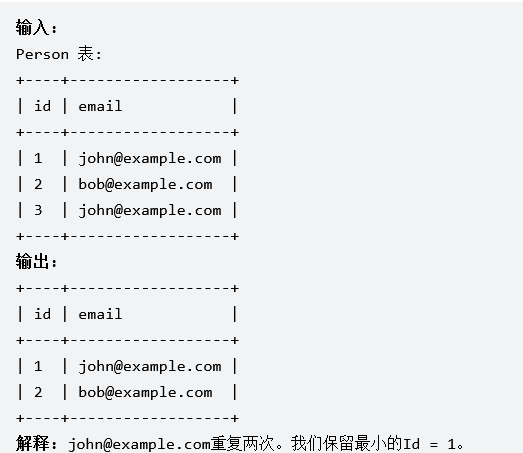 输入：
Person 表:
+----+------------------+
| id | email            |
+----+------------------+
| 1  | john@example.com |
| 2  | bob@example.com  |
| 3  | john@example.com |
+----+------------------+
输出：
+----+------------------+
| id | email            |
+----+------------------+
| 1  | john@example.com |
| 2  | bob@example.com  |
+----+------------------+
解释：john@example.com重复两次。我们保留最小的Id = 1。